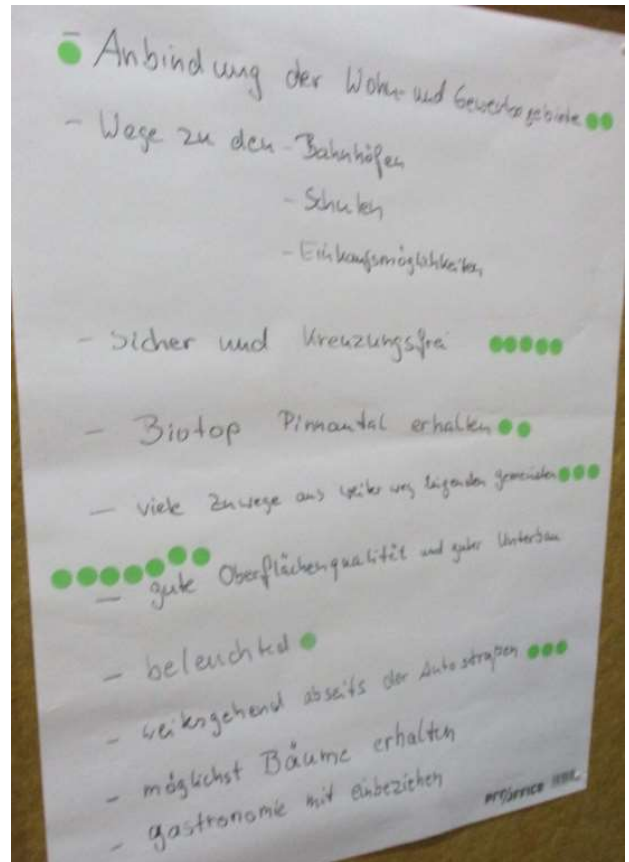 - Anbindung der Wohn- und Gewerbegebiete
- Wege zu den - Bahnhöfen
- Schulen
- Einkaufsmöglichkeiten
- Sicher und Kreuzungsfrei
- Biotop Pinnautal erhalten
- viele Zuwege aus weiter weg liegenden Gemeinden
- gute Oberflächenqualität und guter Unterbau
- beleuchtet
- weitergehend abseits der Autostraßen
- möglichst Bäume erhalten
- gastronomie mit einbeziehen